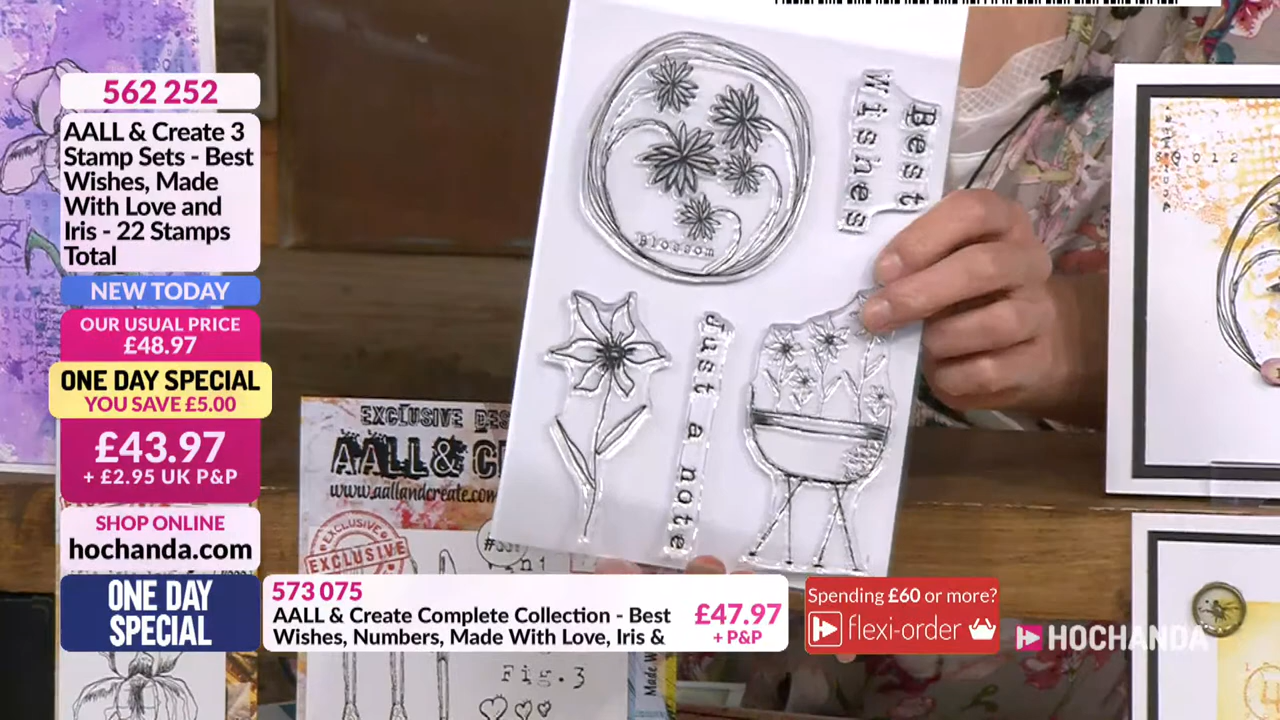 562 252
AALL & Create 3
Stamp Sets - Best
Wishes, Made
With Love and
Iris - 22 Stamps
Total
NEW TODAY
OUR USUAL PRICE
£48.97
ONE DAY SPECIAL
YOU SAVE £5.00
£43.97
+ £2.95 UK P&P
SHOP ONLINE
hochanda.com
ONE DAY
SPECIAL
573 075
AALL & Create Complete Collection - Best
Wishes, Numbers, Made With Love, Iris &
£47.97
+ P&P
Spending £60 or more?
flexi-order
HOCHANDA
Best
Wishes
Blossom
Just a note
EXCLUSIVE
AALL &
www.aallandcreate.com
EXCLUSIVE
EXCLUSIVE
Fig.3
Made